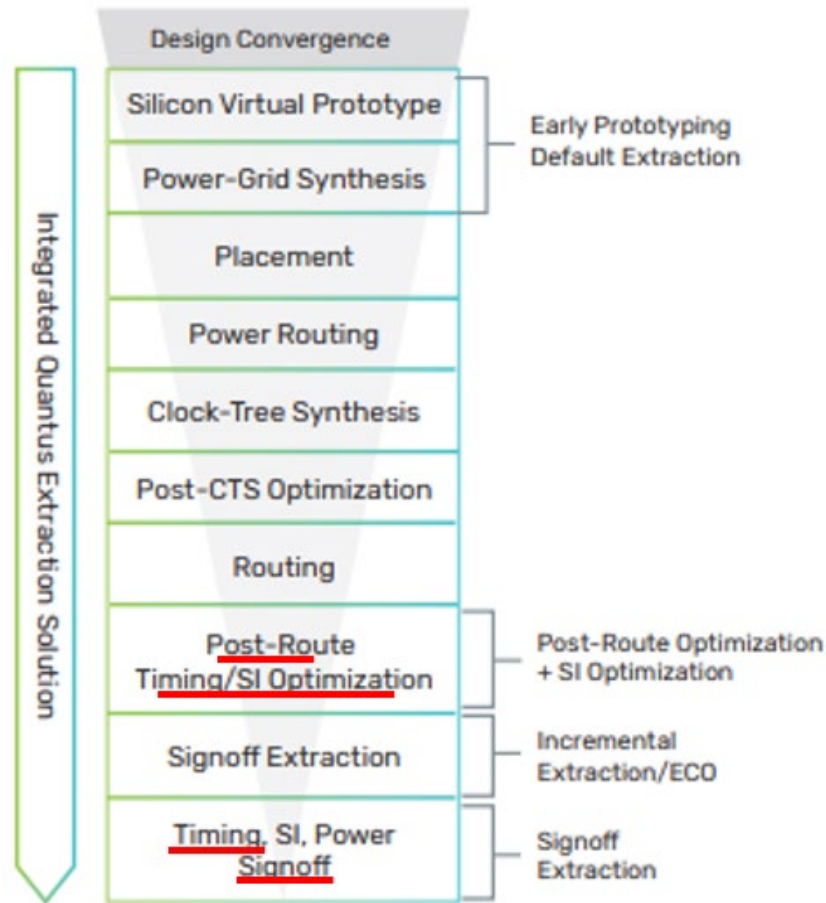 Design Convergence
Silicon Virtual Prototype
Power-Grid Synthesis
Early Prototyping
Default Extraction
Placement
Power Routing
Clock-Tree Synthesis
Post-CTS Optimization
Routing
Post-Route
Timing/SI Optimization
Post-Route Optimization
+ SI Optimization
Signoff Extraction
Incremental
Extraction/ECO
Timing, SI, Power
Signoff
Signoff
Extraction
Integrated Quantus Extraction Solution